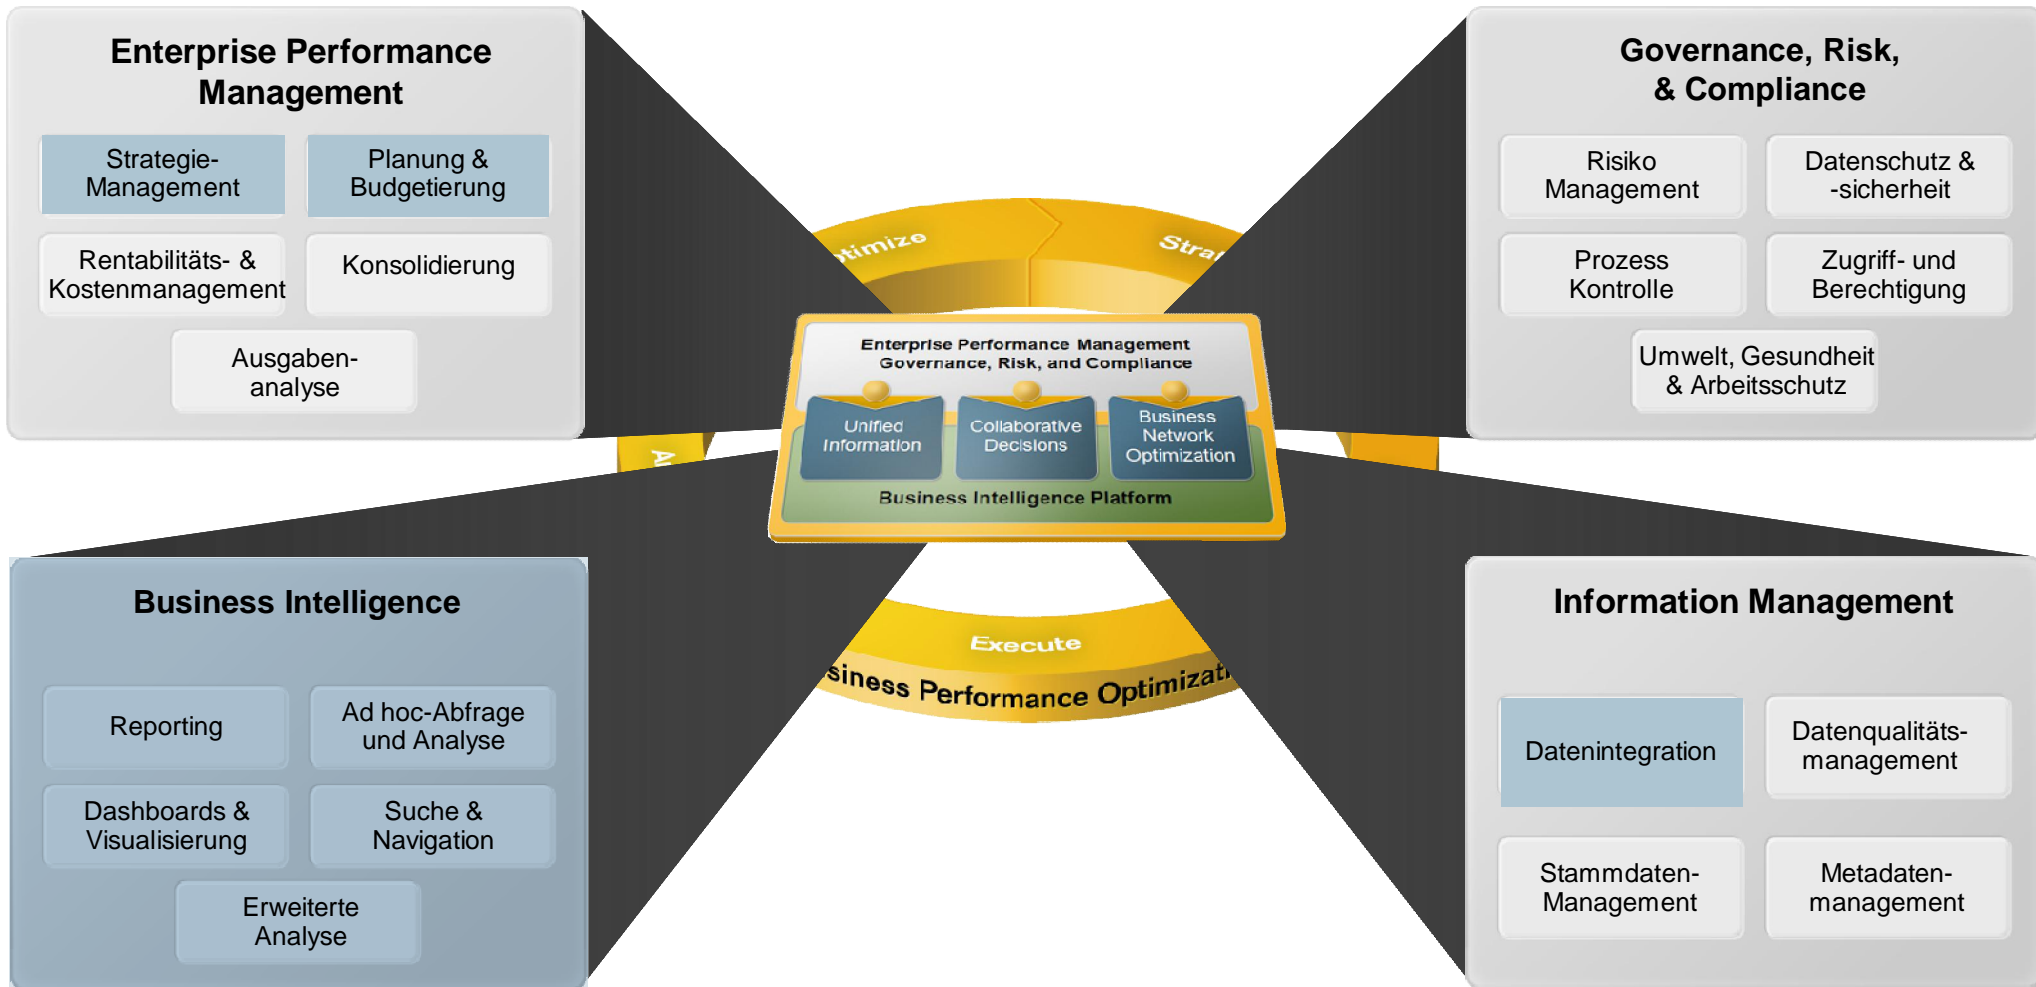 Enterprise Performance
Management
Strategie-
Management
Planung &
Budgetierung
Rentabilitäts- &
Kostenmanagement
Konsolidierung
Ausgaben-
analyse
Governance, Risk,
& Compliance
Risiko
Management
Datenschutz &
-sicherheit
Prozess
Kontrolle
Zugriff- und
Berechtigung
Umwelt, Gesundheit
& Arbeitsschutz
Enterprise Performance Management
Governance, Risk, and Compliance
Unified
Information
Collaborative
Decisions
Business
Network
Optimization
Business Intelligence Platform
Execute
Performance
Business Intelligence
Reporting
Ad hoc-Abfrage
und Analyse
Dashboards &
Visualisierung
Suche &
Navigation
Erweiterte
Analyse
Information Management
Datenintegration
Datenqualitäts-
management
Stammdaten-
Management
Metadaten-
management